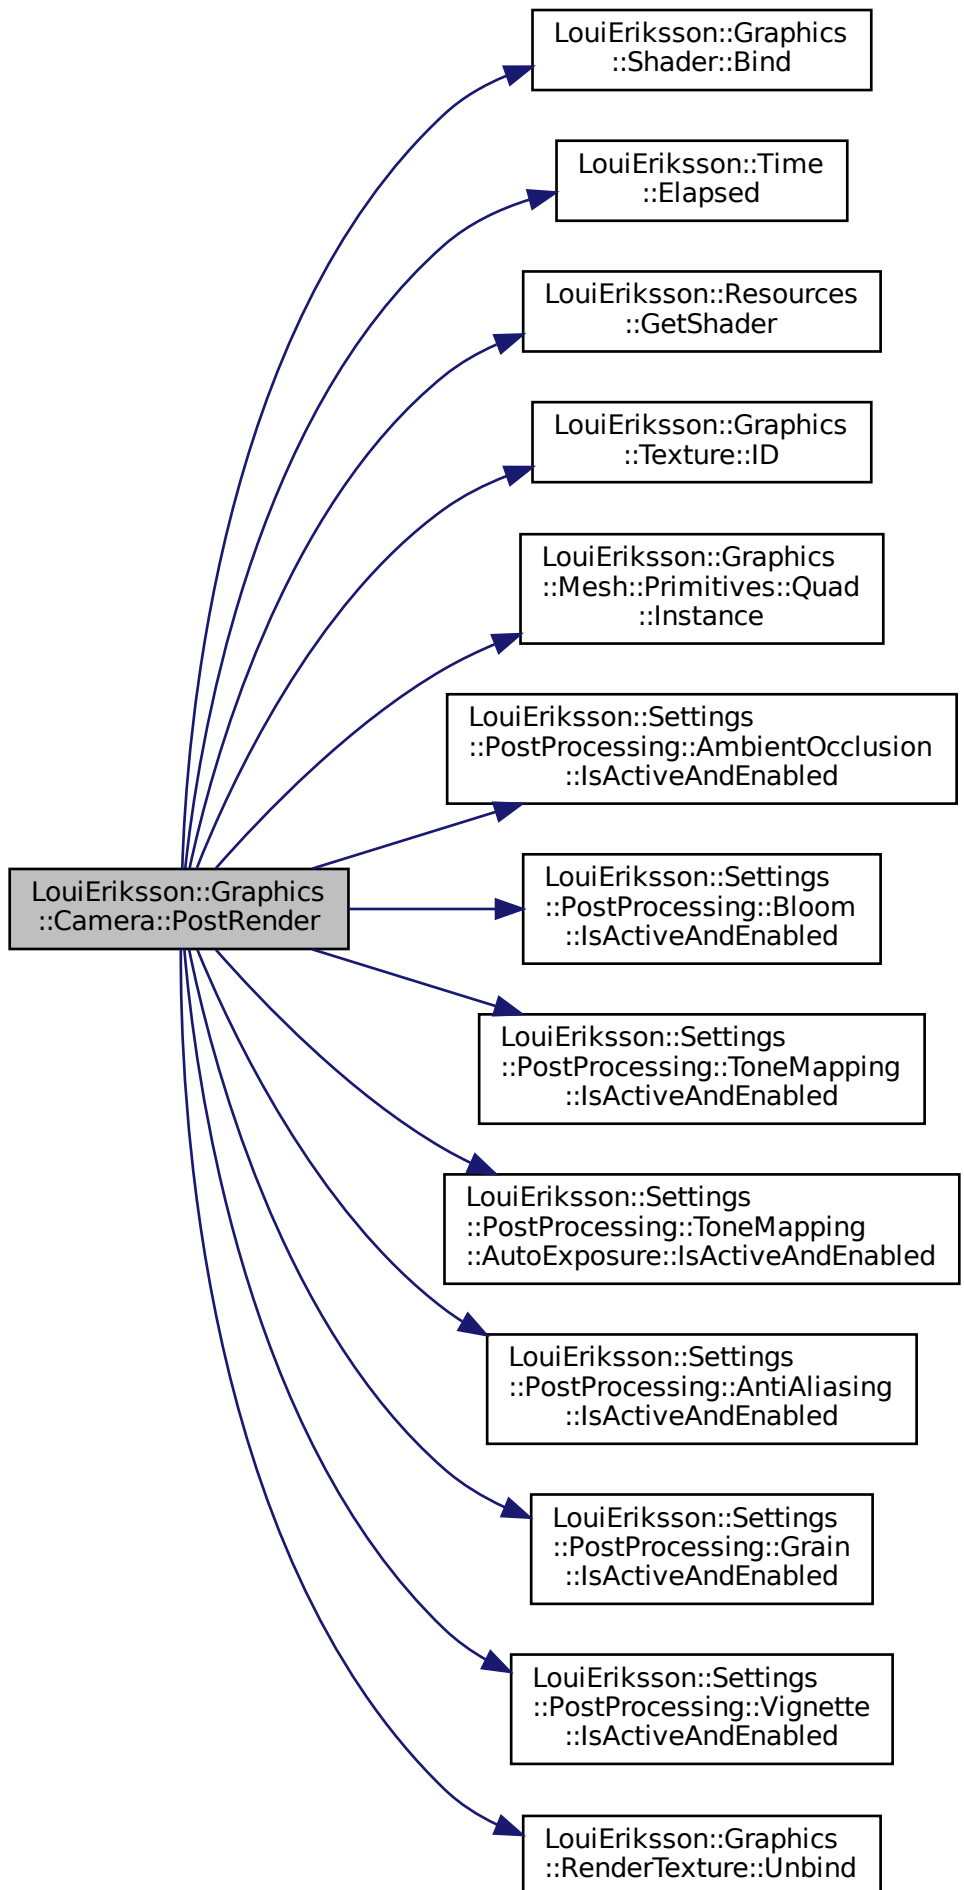 LouiEriksson::Graphics
::Shader::Bind
LouiEriksson::Time
::Elapsed
LouiEriksson::Resources
::GetShader
LouiEriksson::Graphics
::Texture::ID
LouiEriksson::Graphics
::Mesh::Primitives::Quad
::Instance
LouiEriksson::Settings
::PostProcessing::AmbientOcclusion
::IsActiveAndEnabled
LouiEriksson::Graphics
::Camera::PostRender
LouiEriksson::Settings
::PostProcessing::Bloom
::IsActiveAndEnabled
LouiEriksson::Settings
::PostProcessing::ToneMapping
::IsActiveAndEnabled
LouiEriksson::Settings
::PostProcessing::ToneMapping
::AutoExposure::IsActiveAndEnabled
LouiEriksson::Settings
::PostProcessing::AntiAliasing
::IsActiveAndEnabled
LouiEriksson::Settings
::PostProcessing::Grain
::IsActiveAndEnabled
LouiEriksson::Settings
::PostProcessing::Vignette
::IsActiveAndEnabled
LouiEriksson::Graphics
::RenderTexture::Unbind